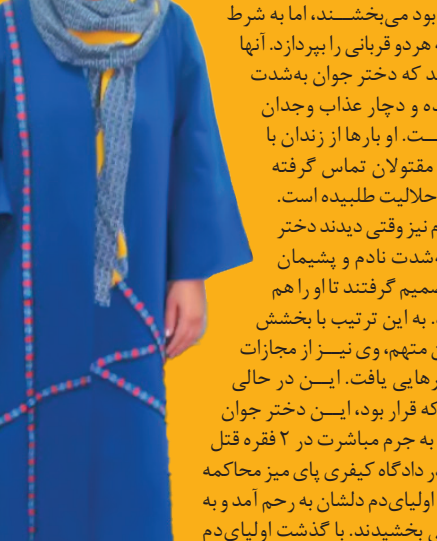 بود می‌بخشند، اما به شرط
هردو قربانی را بپردازد. آنها
ند که دختر جوان به‌شدت
ده و دچار عذاب وجدان
ست. او بارها از زندان با
مقتولان تماس گرفته
حلالیت طلبیده است.
م نیز وقتی دیدند دختر
ه‌شدت نادم و پشیمان
صمیم گرفتند تا او را هم
. به این ترتیب با بخشش
ن متهم، وی نیز از مجازات
رهایی یافت. این در حالی
که قرار بود، این دختر جوان
به جرم مباشرت در ۲ فقره قتل
ر دادگاه کیفری پای میز محاکمه
اولیای‌دم دلشان به رحم آمد و به
ی بخشیدند. با گذشت اولیای‌دم